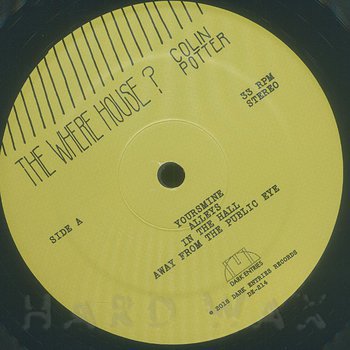 THE WHERE HOUSE?
COLIN
POTTER
33 RPM
STEREO
SIDE A
YOURSMINE
ALLEYS
IN THE HALL
AWAY FROM THE PUBLIC EYE
DARK ENTRIES
© 2018 DARK ENTRIES RECORDS
DE-214
HARD WAX